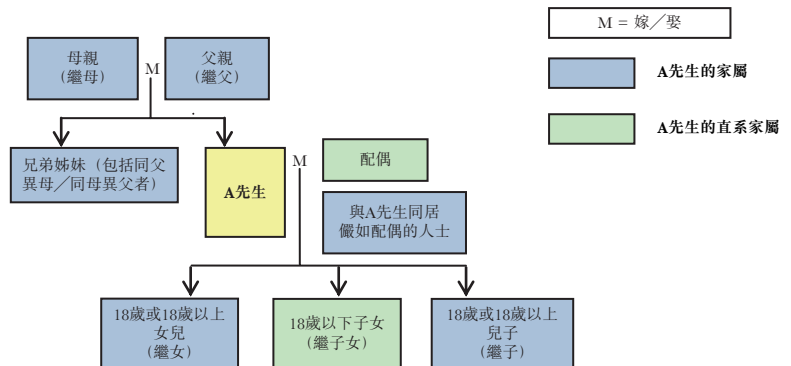 M = 嫁／娶
母親
（繼母）
M
父親
（繼父）
A先生的家屬
A先生的直系家屬
兄弟姊妹（包括同父
異母／同母異父者）
A先生
M
配偶
與A先生同居
儼如配偶的人士
18歲或18歲以上
女兒
（繼女）
18歲以下子女
（繼子女）
18歲或18歲以上
兒子
（繼子）